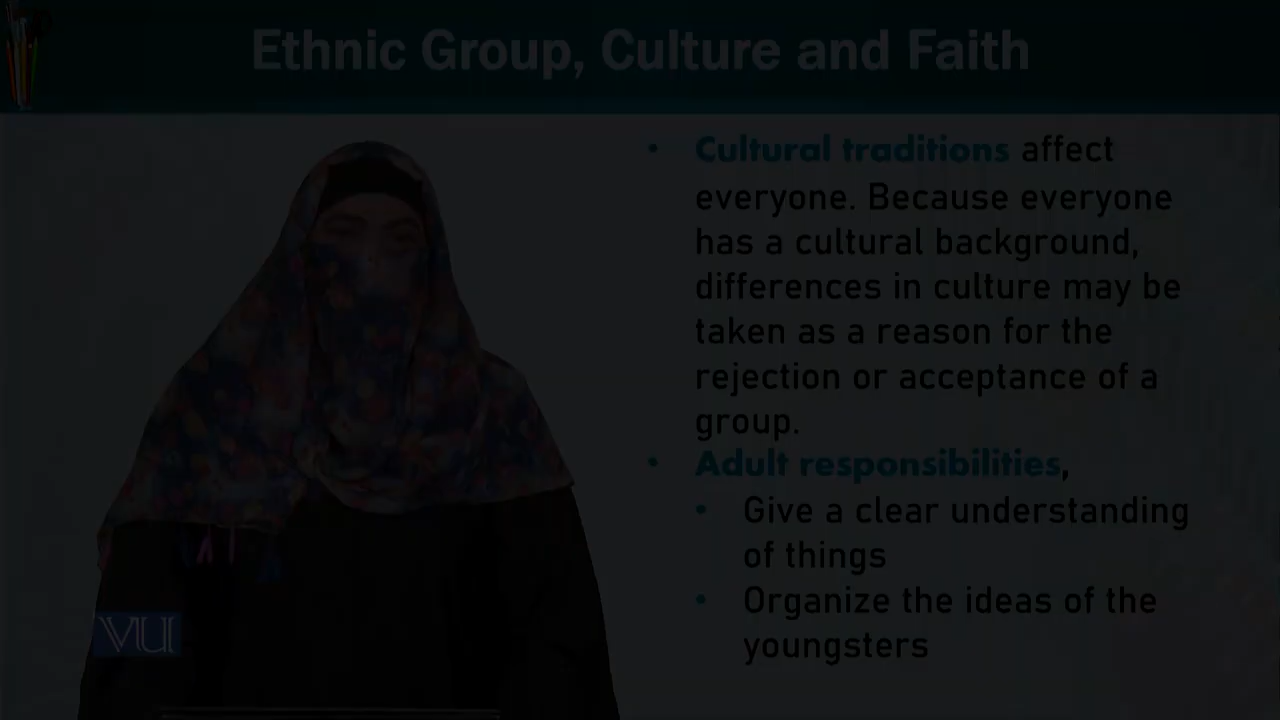 Ethnic Group, Culture and Faith
• Cultural traditions affect
everyone. Because everyone
has a cultural background,
differences in culture may be
taken as a reason for the
rejection or acceptance of a
group.
• Adult responsibilities,
• Give a clear understanding
of things
• Organize the ideas of the
youngsters
VU